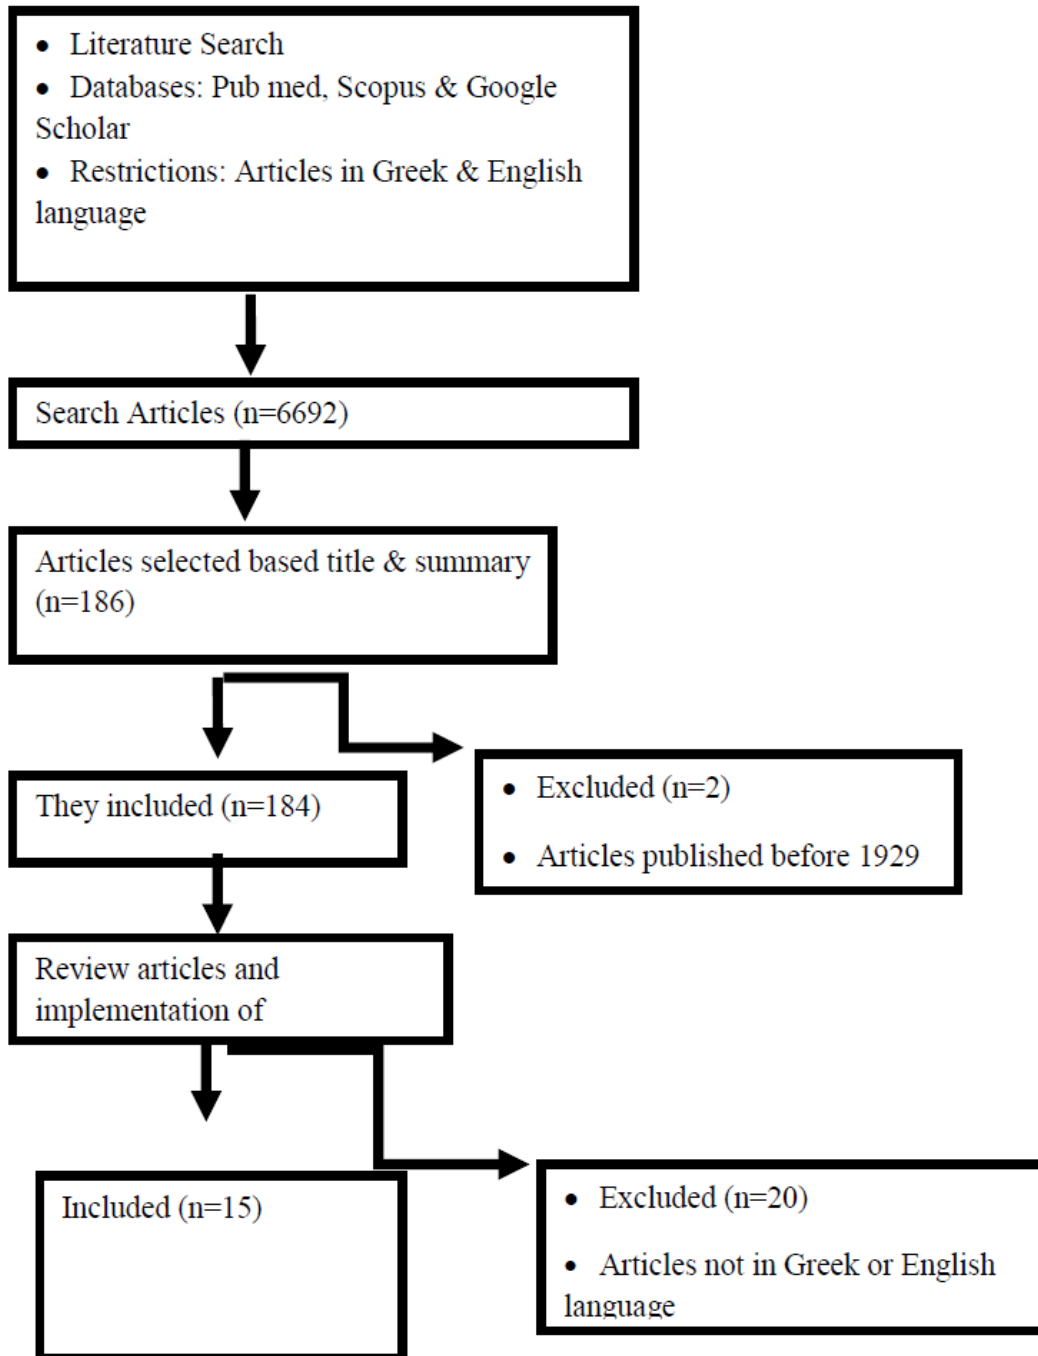 • Literature Search
• Databases: Pub med, Scopus & Google
Scholar
• Restrictions: Articles in Greek & English
language
Search Articles (n=6692)
Articles selected based title & summary
(n=186)
They included (n=184)
• Excluded (n=2)
• Articles published before 1929
Review articles and
implementation of
Included (n=15)
• Excluded (n=20)
• Articles not in Greek or English
language